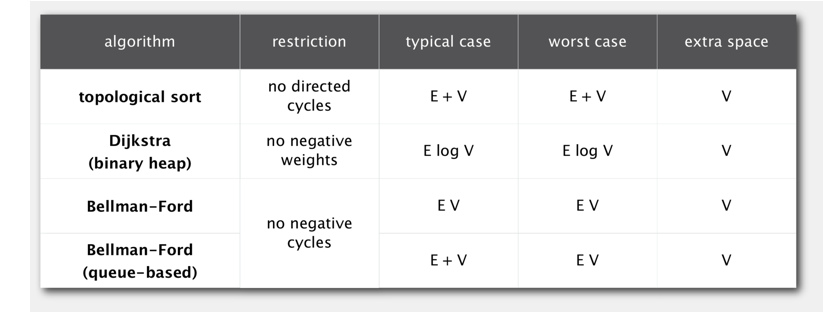 algorithm restriction typical case worst case extra space
topological sort no directed cycles E + V E + V V
Dijkstra (binary heap) no negative weights E log V E log V V
Bellman–Ford no negative cycles E V E V V
Bellman–Ford (queue-based) E + V E V V